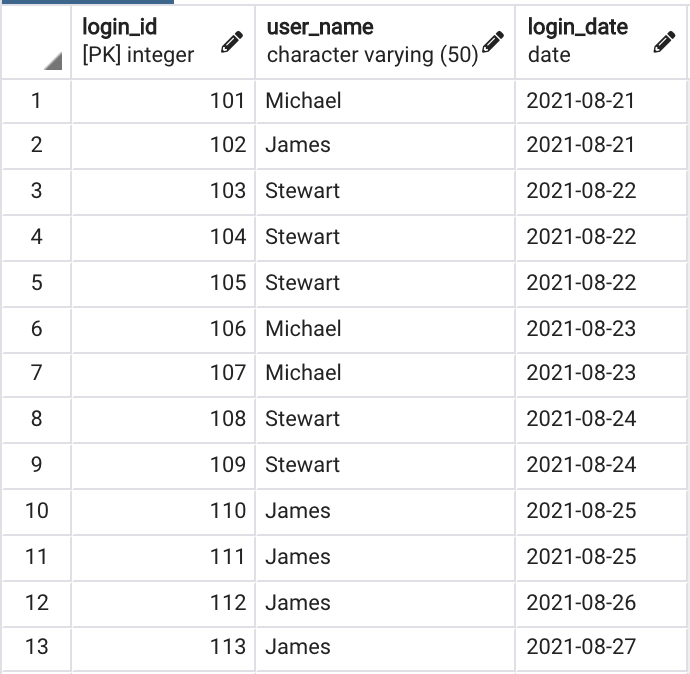 login_id user_name login_date
[PK] integer character varying (50) date
1 101 Michael 2021-08-21
2 102 James 2021-08-21
3 103 Stewart 2021-08-22
4 104 Stewart 2021-08-22
5 105 Stewart 2021-08-22
6 106 Michael 2021-08-23
7 107 Michael 2021-08-23
8 108 Stewart 2021-08-24
9 109 Stewart 2021-08-24
10 110 James 2021-08-25
11 111 James 2021-08-25
12 112 James 2021-08-26
13 113 James 2021-08-27